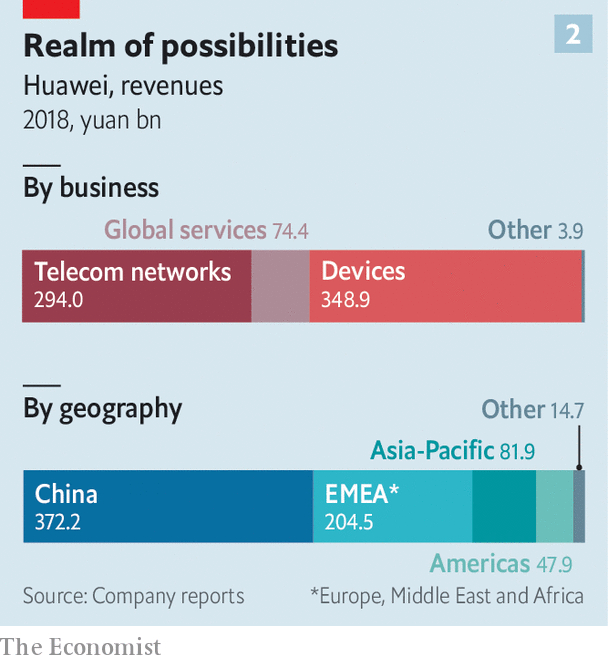 Realm of possibilities
2
Huawei, revenues
2018, yuan bn
By business
Global services 74.4
Other 3.9
Telecom networks
294.0
Devices
348.9
By geography
Other 14.7
Asia-Pacific 81.9
China
372.2
EMEA*
204.5
Americas 47.9
Source: Company reports
*Europe, Middle East and Africa
The Economist